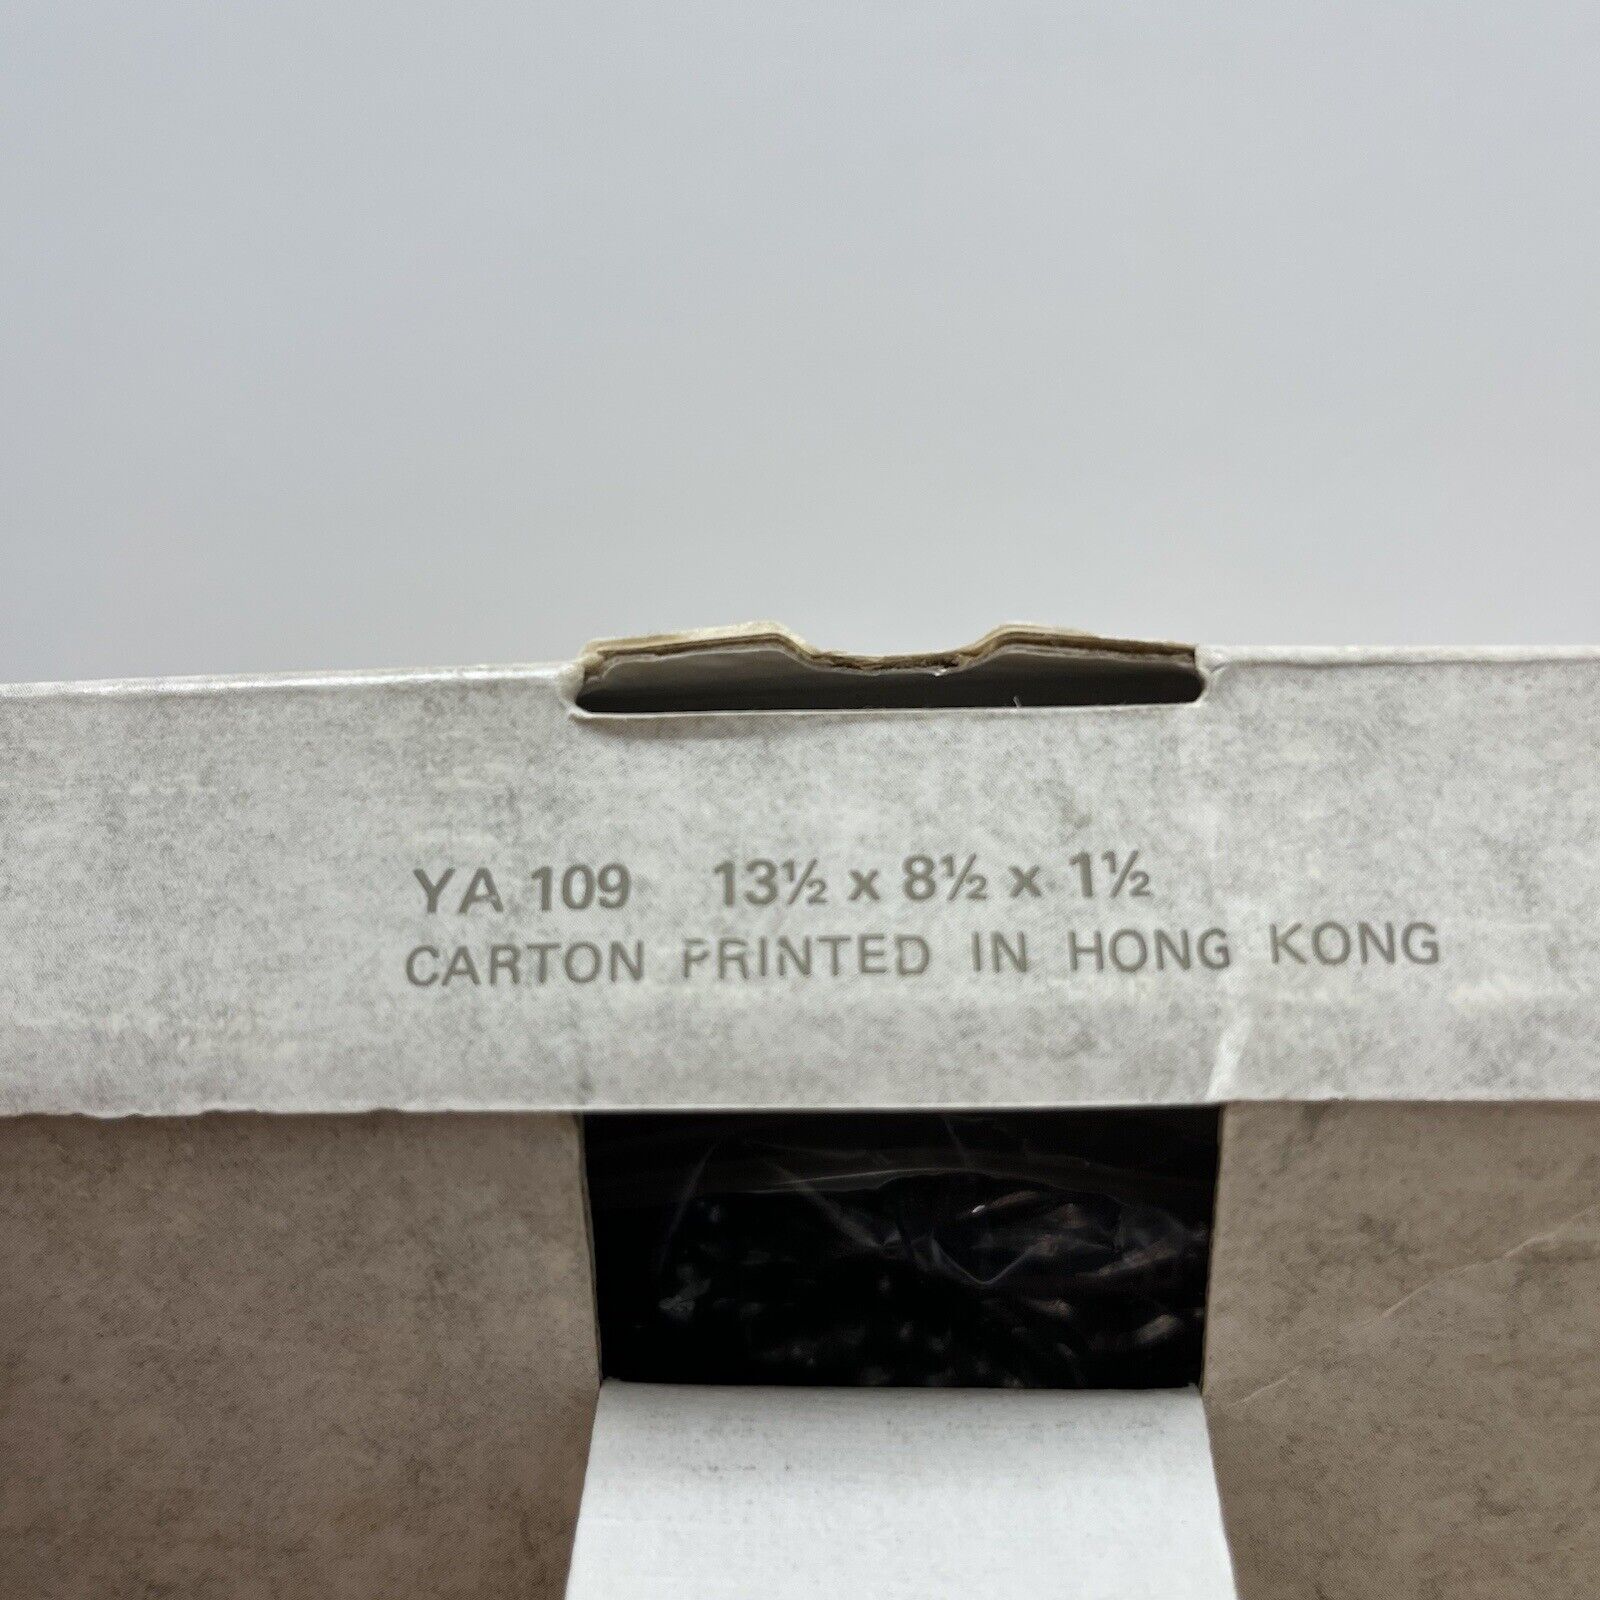 YA 109 13½ x 8½ x 1½
CARTON PRINTED IN HONG KONG